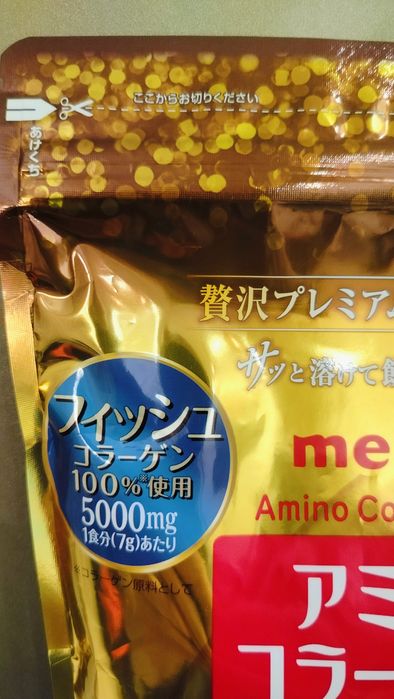 ここからお切りください
あけくち
贅沢プレミアム
サッと溶けて飲
フィッシュ
コラーゲン
100%※使用
5000mg
1食分(7g)あたり
※コラーゲン原料として
me
Amino Co
アミ
コラー